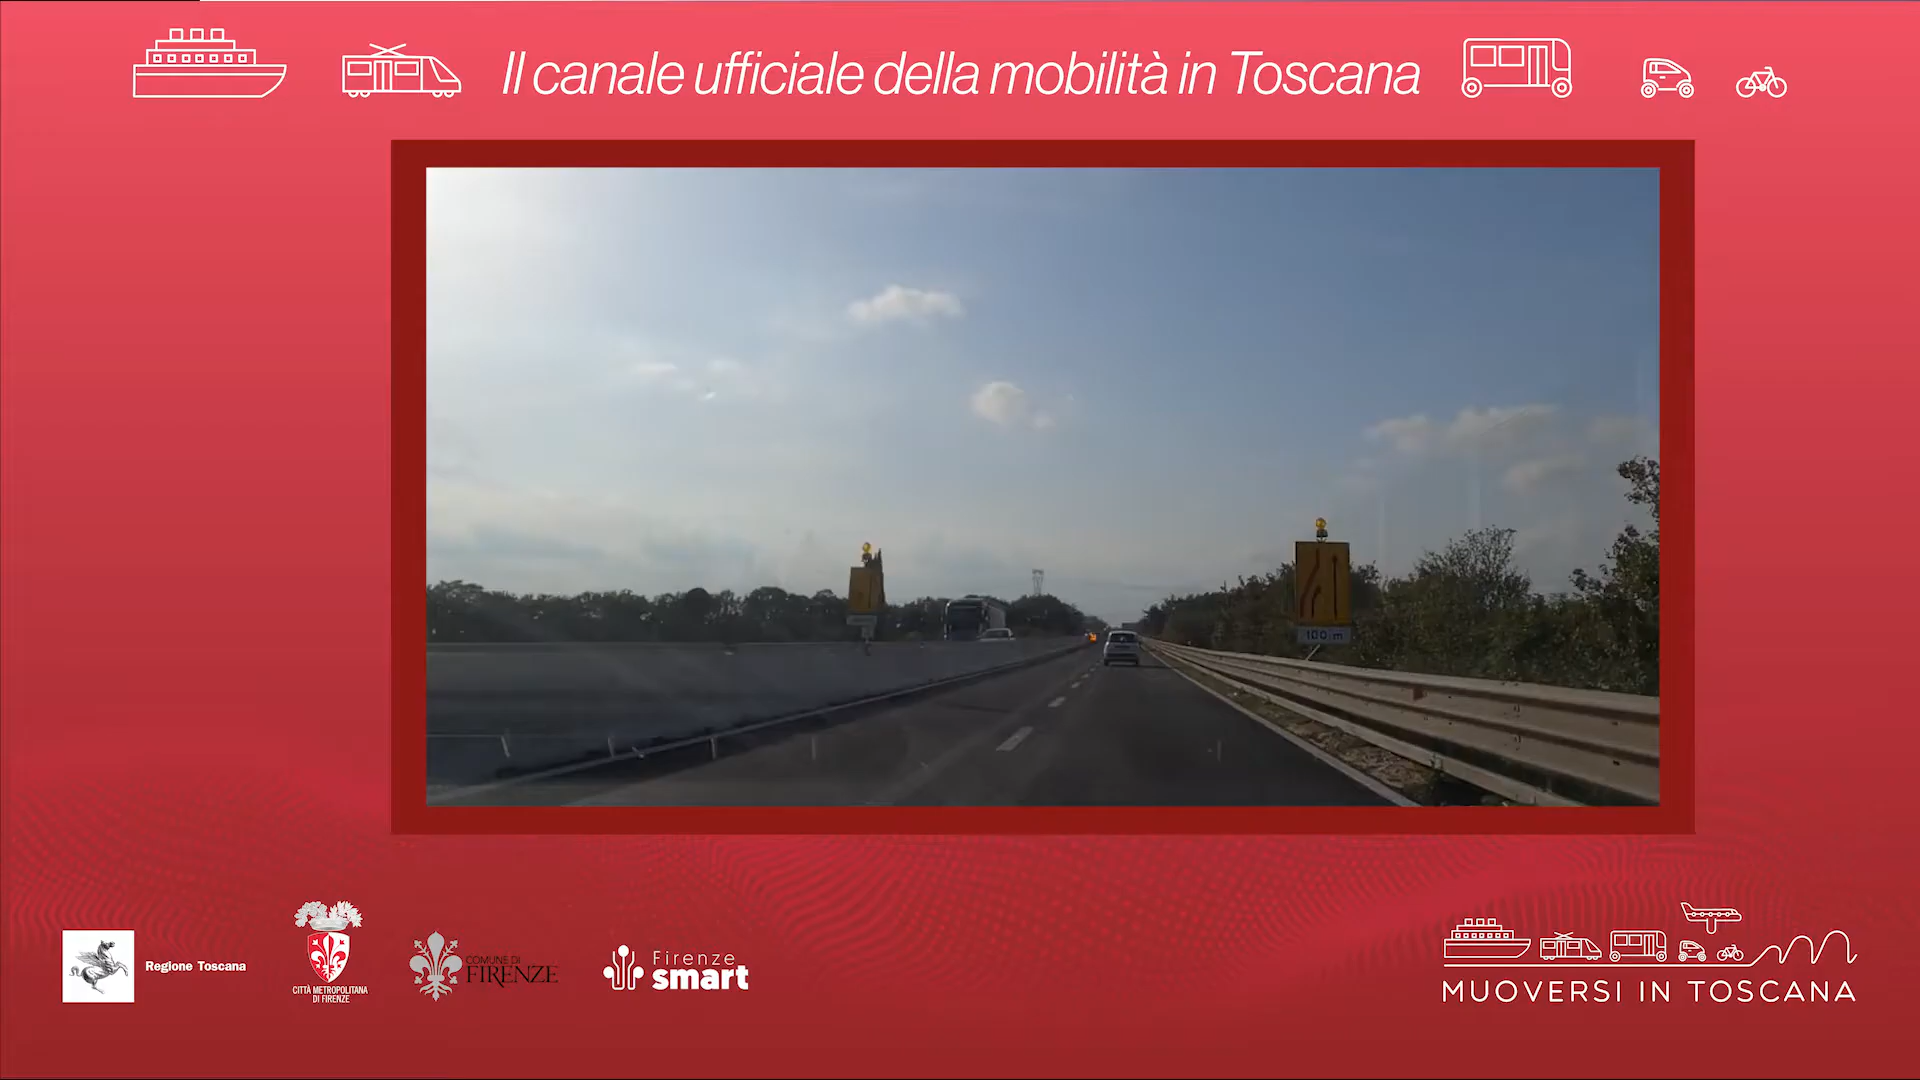 Il canale ufficiale della mobilità in Toscana
100 m
Regione Toscana
CITTÀ METROPOLITANA
DI FIRENZE
COMUNE DI
FIRENZE
Firenze
smart
MUOVERSI IN TOSCANA